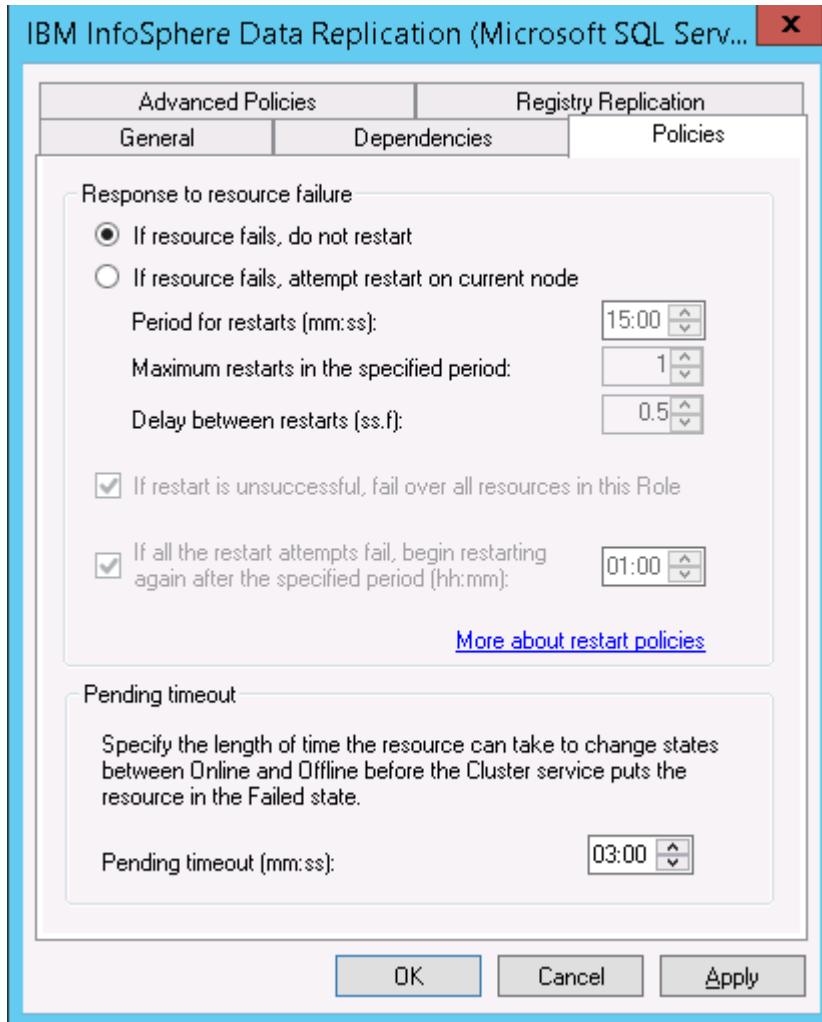 IBM InfoSphere Data Replication (Microsoft SQL Serv...
x
Advanced Policies
Registry Replication
General
Dependencies
Policies
Response to resource failure
If resource fails, do not restart
If resource fails, attempt restart on current node
Period for restarts (mm:ss):
15:00
Maximum restarts in the specified period:
1
Delay between restarts (ss.f):
0.5
If restart is unsuccessful, fail over all resources in this Role
If all the restart attempts fail, begin restarting
again after the specified period (hh:mm):
01:00
More about restart policies
Pending timeout
Specify the length of time the resource can take to change states
between Online and Offline before the Cluster service puts the
resource in the Failed state.
Pending timeout (mm:ss):
03:00
OK
Cancel
Apply